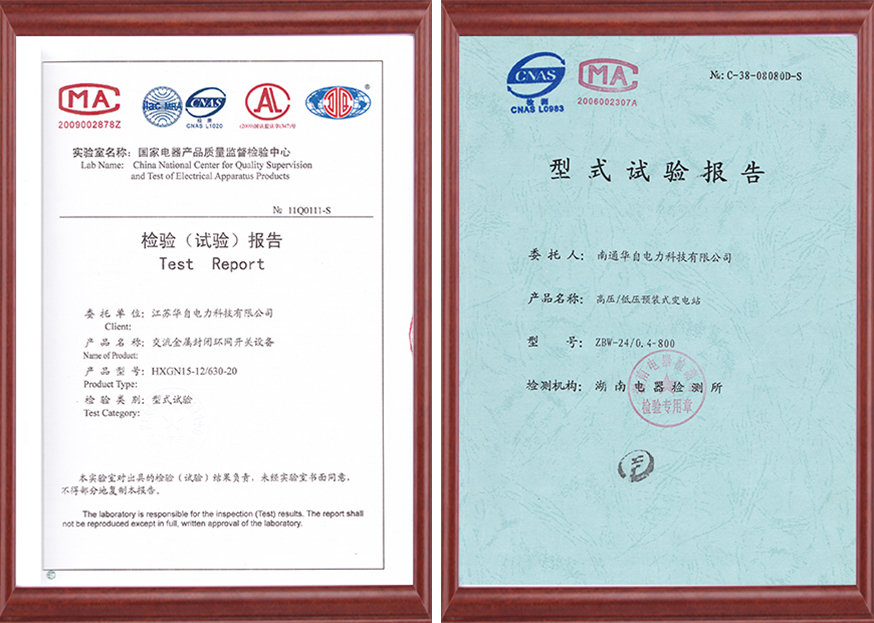 MA
2009002878Z
ilac-MRA
CNAS
检 测
CNAS L1020
AL
实验室名称：国家电器产品质量监督检验中心
Lab Name: China National Center for Quality Supervision
and Test of Electrical Apparatus Products
№ 11Q0111-S
检验（试验）报告
Test Report
委 托 单 位：江苏华自电力科技有限公司
Client:
产 品 名 称：交流金属封闭环网开关设备
Name of Product:
产 品 型 号：HXGN15-12/630-20
Product Type:
检 验 类 别：型式试验
Test Category:
本实验室对出具的检验（试验）结果负责，未经实验室书面同意，
不得部分地复制本报告。
The laboratory is responsible for the inspection (Test) results. The report shall
not be reproduced except in full, written approval of the laboratory.
CNAS
检 测
CNAS L0983
MA
2006002307A
№:C-38-08080D-S
型式试验报告
委 托 人：南通华自电力科技有限公司
产品名称：高压/低压预装式变电站
型 号：ZBW-24/0.4-800
检测机构：湖南电器检测所
检验专用章